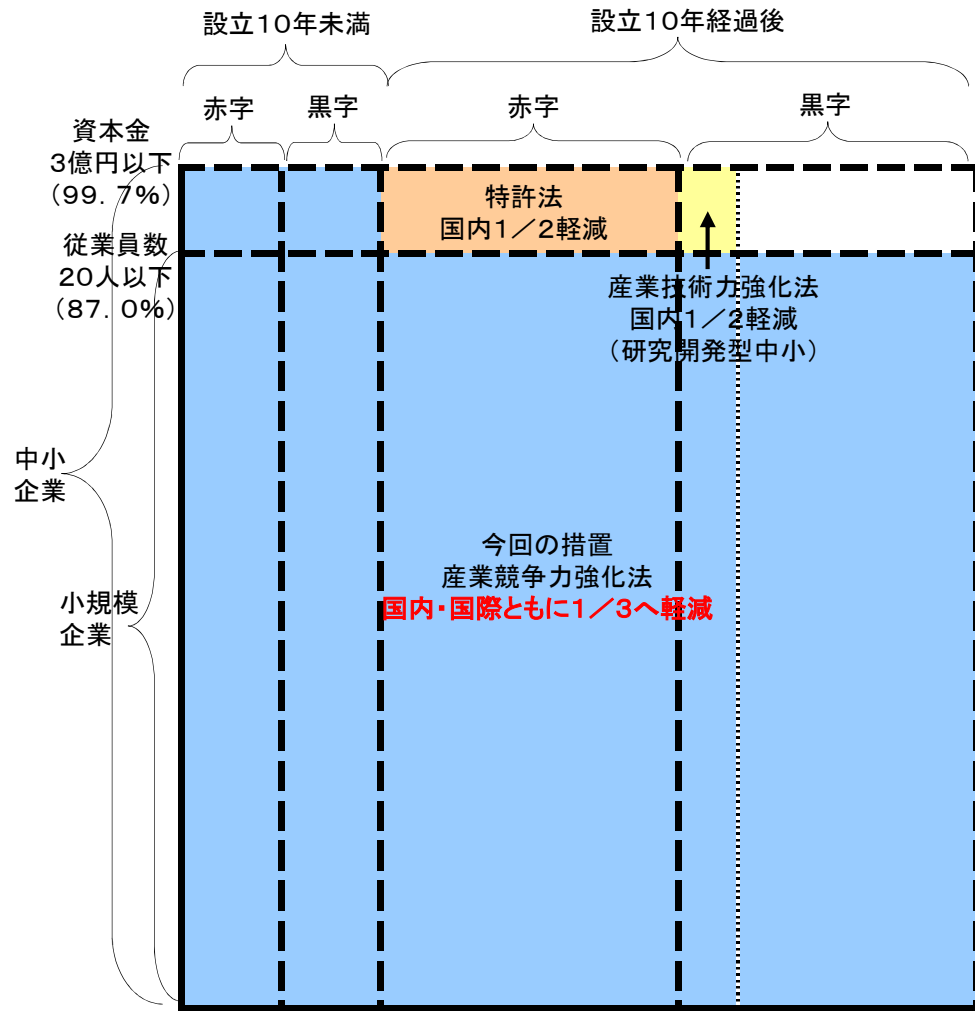 設立10年未満
設立10年経過後
赤字
黒字
赤字
黒字
資本金
3億円以下
(99.7%)
従業員数
20人以下
(87.0%)
特許法
国内1/2軽減
産業技術力強化法
国内1/2軽減
(研究開発型中小)
中小
企業
小規模
企業
今回の措置
産業競争力強化法
国内・国際ともに1/3へ軽減